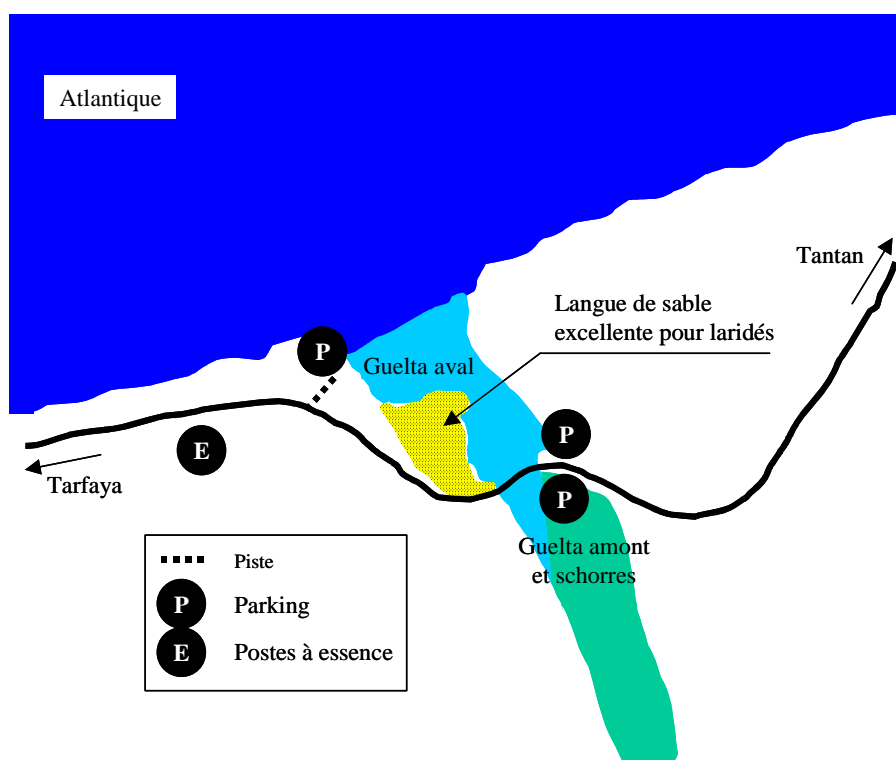 Atlantique
Tantan
Langue de sable
excellente pour laridés
P
Guelta aval
P
E
Tarfaya
P
Guelta amont
et schorres
Piste
P Parking
E Postes à essence